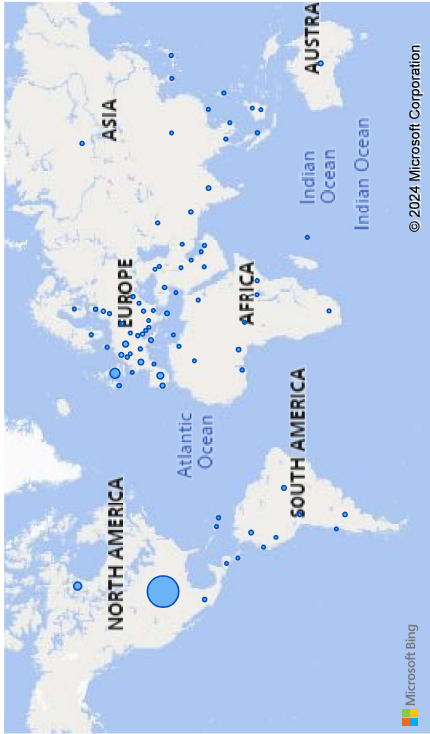 NORTH AMERICA
EUROPE
ASIA
Atlantic
Ocean
AFRICA
SOUTH AMERICA
Indian
Ocean
Indian Ocean
AUSTRA
Microsoft Bing
© 2024 Microsoft Corporation